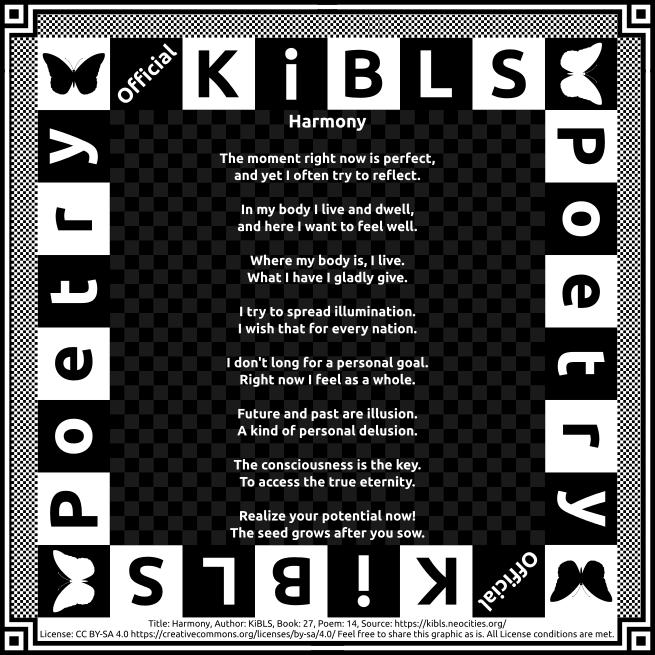 Official KiBLS
Poetry
Poetry
Harmony
The moment right now is perfect,
and yet I often try to reflect.
In my body I live and dwell,
and here I want to feel well.
Where my body is, I live.
What I have I gladly give.
I try to spread illumination.
I wish that for every nation.
I don't long for a personal goal.
Right now I feel as a whole.
Future and past are illusion.
A kind of personal delusion.
The consciousness is the key.
To access the true eternity.
Realize your potential now!
The seed grows after you sow.
Official KiBLS
Title: Harmony, Author: KiBLS, Book: 27, Poem: 14, Source: https://kibls.neocities.org/
License: CC BY-SA 4.0 https://creativecommons.org/licenses/by-sa/4.0/ Feel free to share this graphic as is. All License conditions are met.